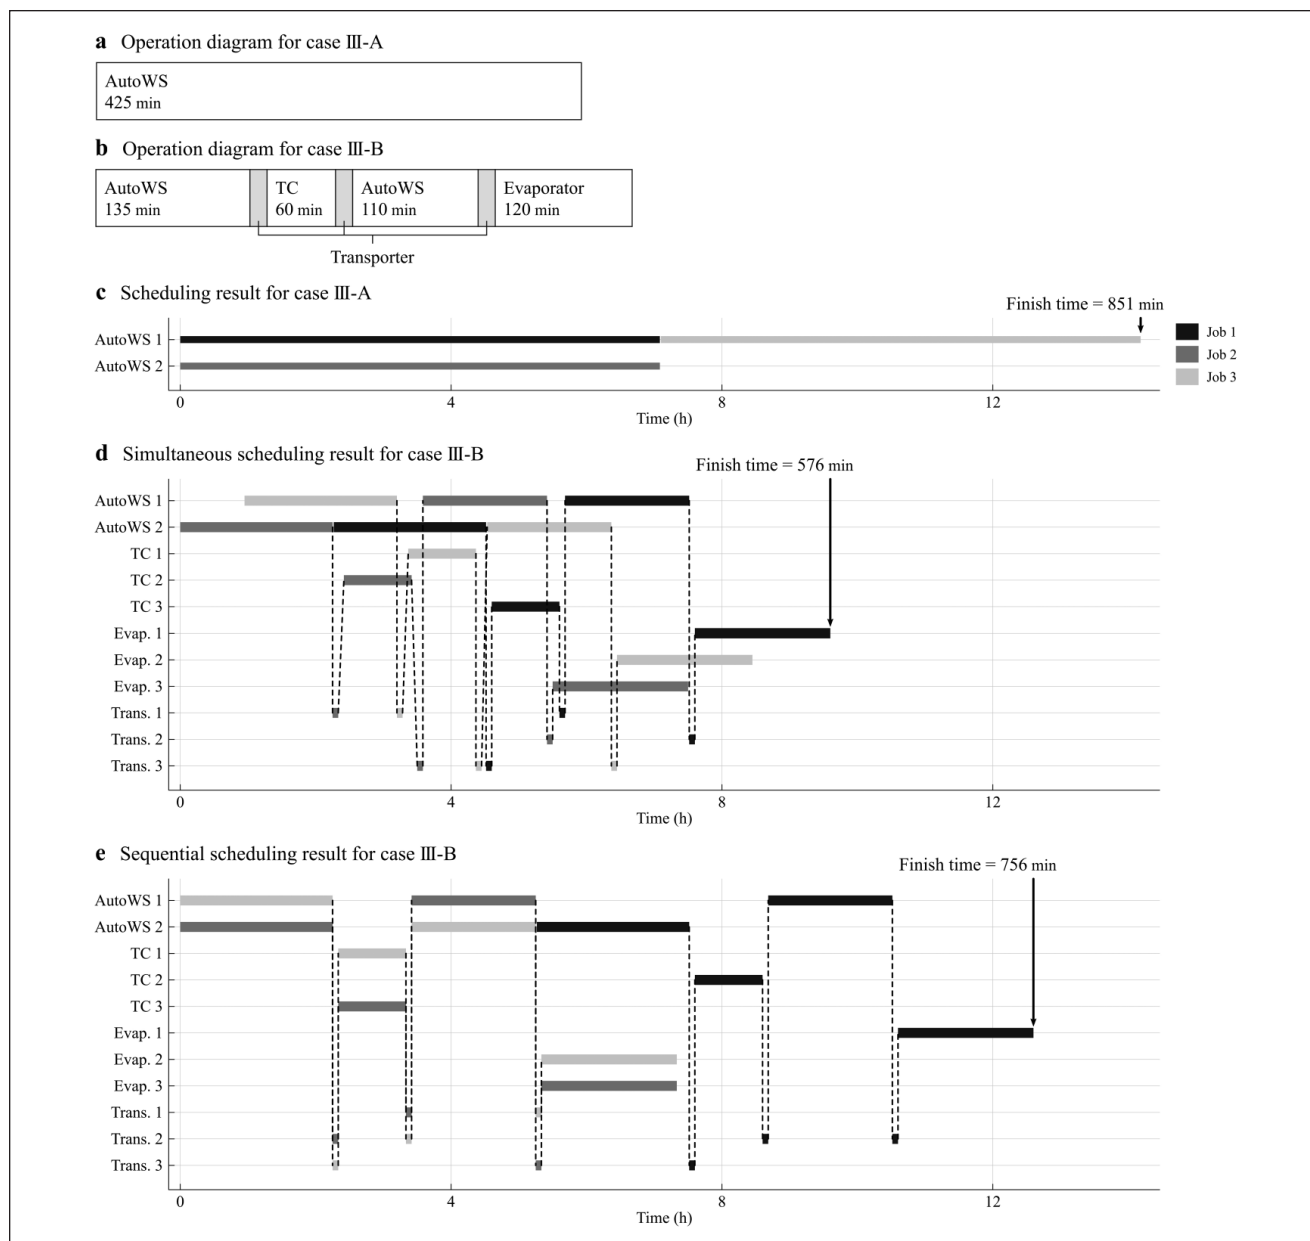 a Operation diagram for case Ⅲ-A
AutoWS
425 min
b Operation diagram for case Ⅲ-B
AutoWS TC AutoWS Evaporator
135 min 60 min 110 min 120 min
Transporter
c Scheduling result for case Ⅲ-A
Finish time = 851 min
AutoWS 1
AutoWS 2
0 4 8 12
Time (h)
Job 1
Job 2
Job 3
d Simultaneous scheduling result for case Ⅲ-B
Finish time = 576 min
AutoWS 1
AutoWS 2
TC 1
TC 2
TC 3
Evap. 1
Evap. 2
Evap. 3
Trans. 1
Trans. 2
Trans. 3
0 4 8 12
Time (h)
e Sequential scheduling result for case Ⅲ-B
Finish time = 756 min
AutoWS 1
AutoWS 2
TC 1
TC 2
TC 3
Evap. 1
Evap. 2
Evap. 3
Trans. 1
Trans. 2
Trans. 3
0 4 8 12
Time (h)